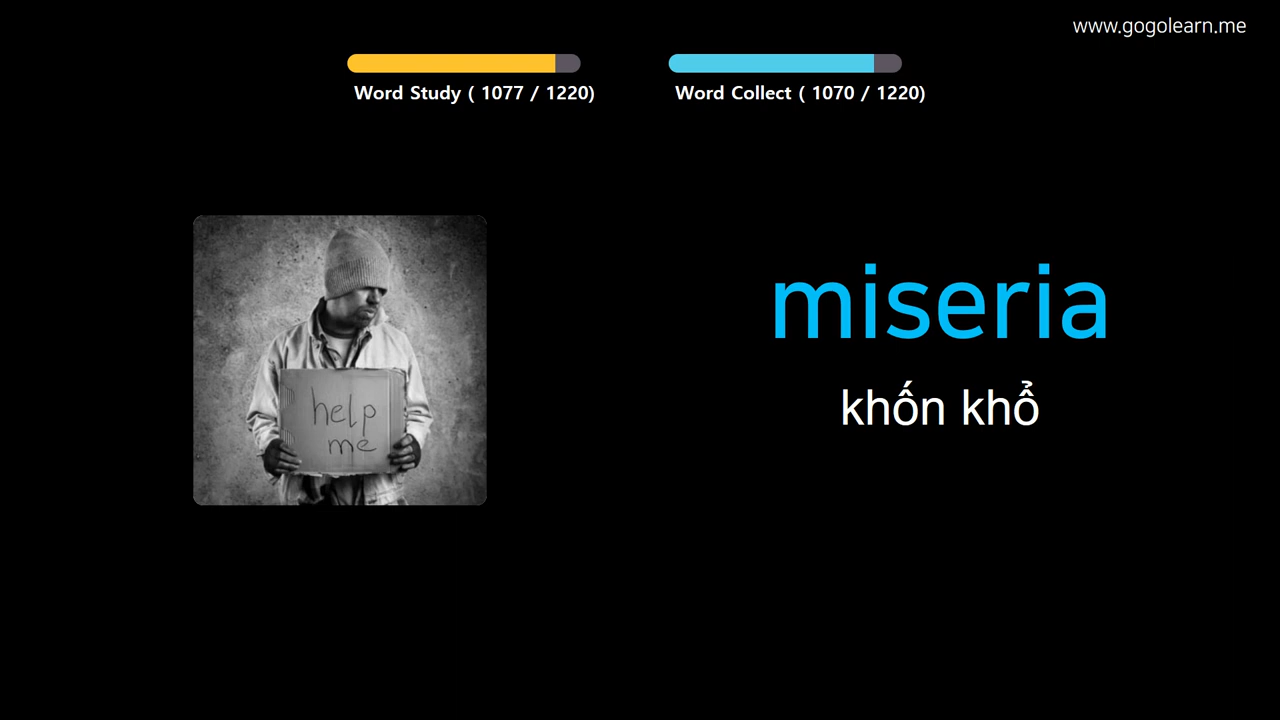 www.gogolearn.me
Word Study ( 1077 / 1220)
Word Collect ( 1070 / 1220)
help
me
miseria
khốn khổ